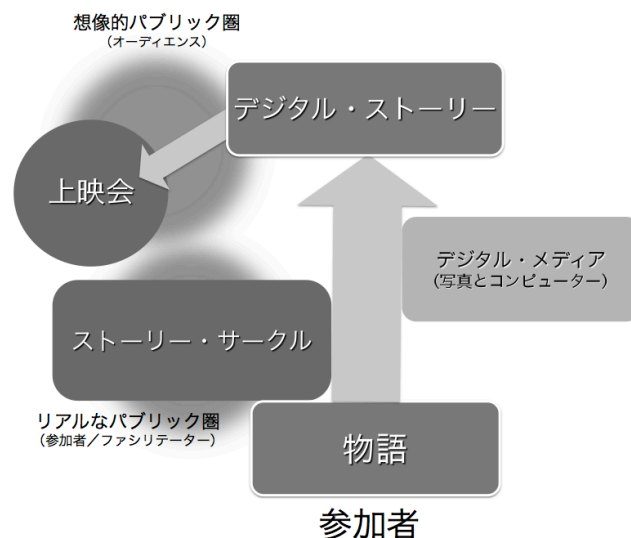 想像的パブリック圏
（オーディエンス）
デジタル・ストーリー
上映会
デジタル・メディア
（写真とコンピューター）
ストーリー・サークル
リアルなパブリック圏
（参加者／ファシリテーター）
物語
参加者